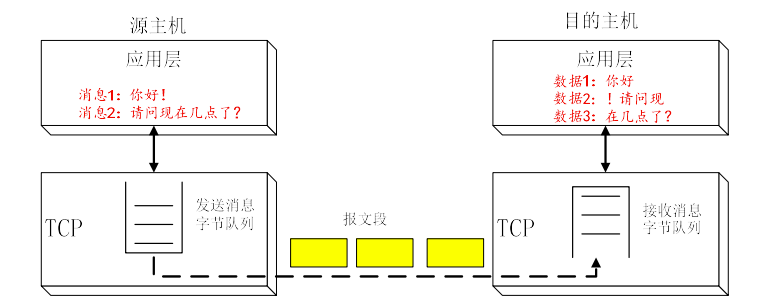 源主机
应用层
消息1：你好！
消息2：请问现在几点了？
TCP
发送消息
字节队列
报文段
目的主机
应用层
数据1：你好
数据2：！请问现
数据3：在几点了？
TCP
接收消息
字节队列